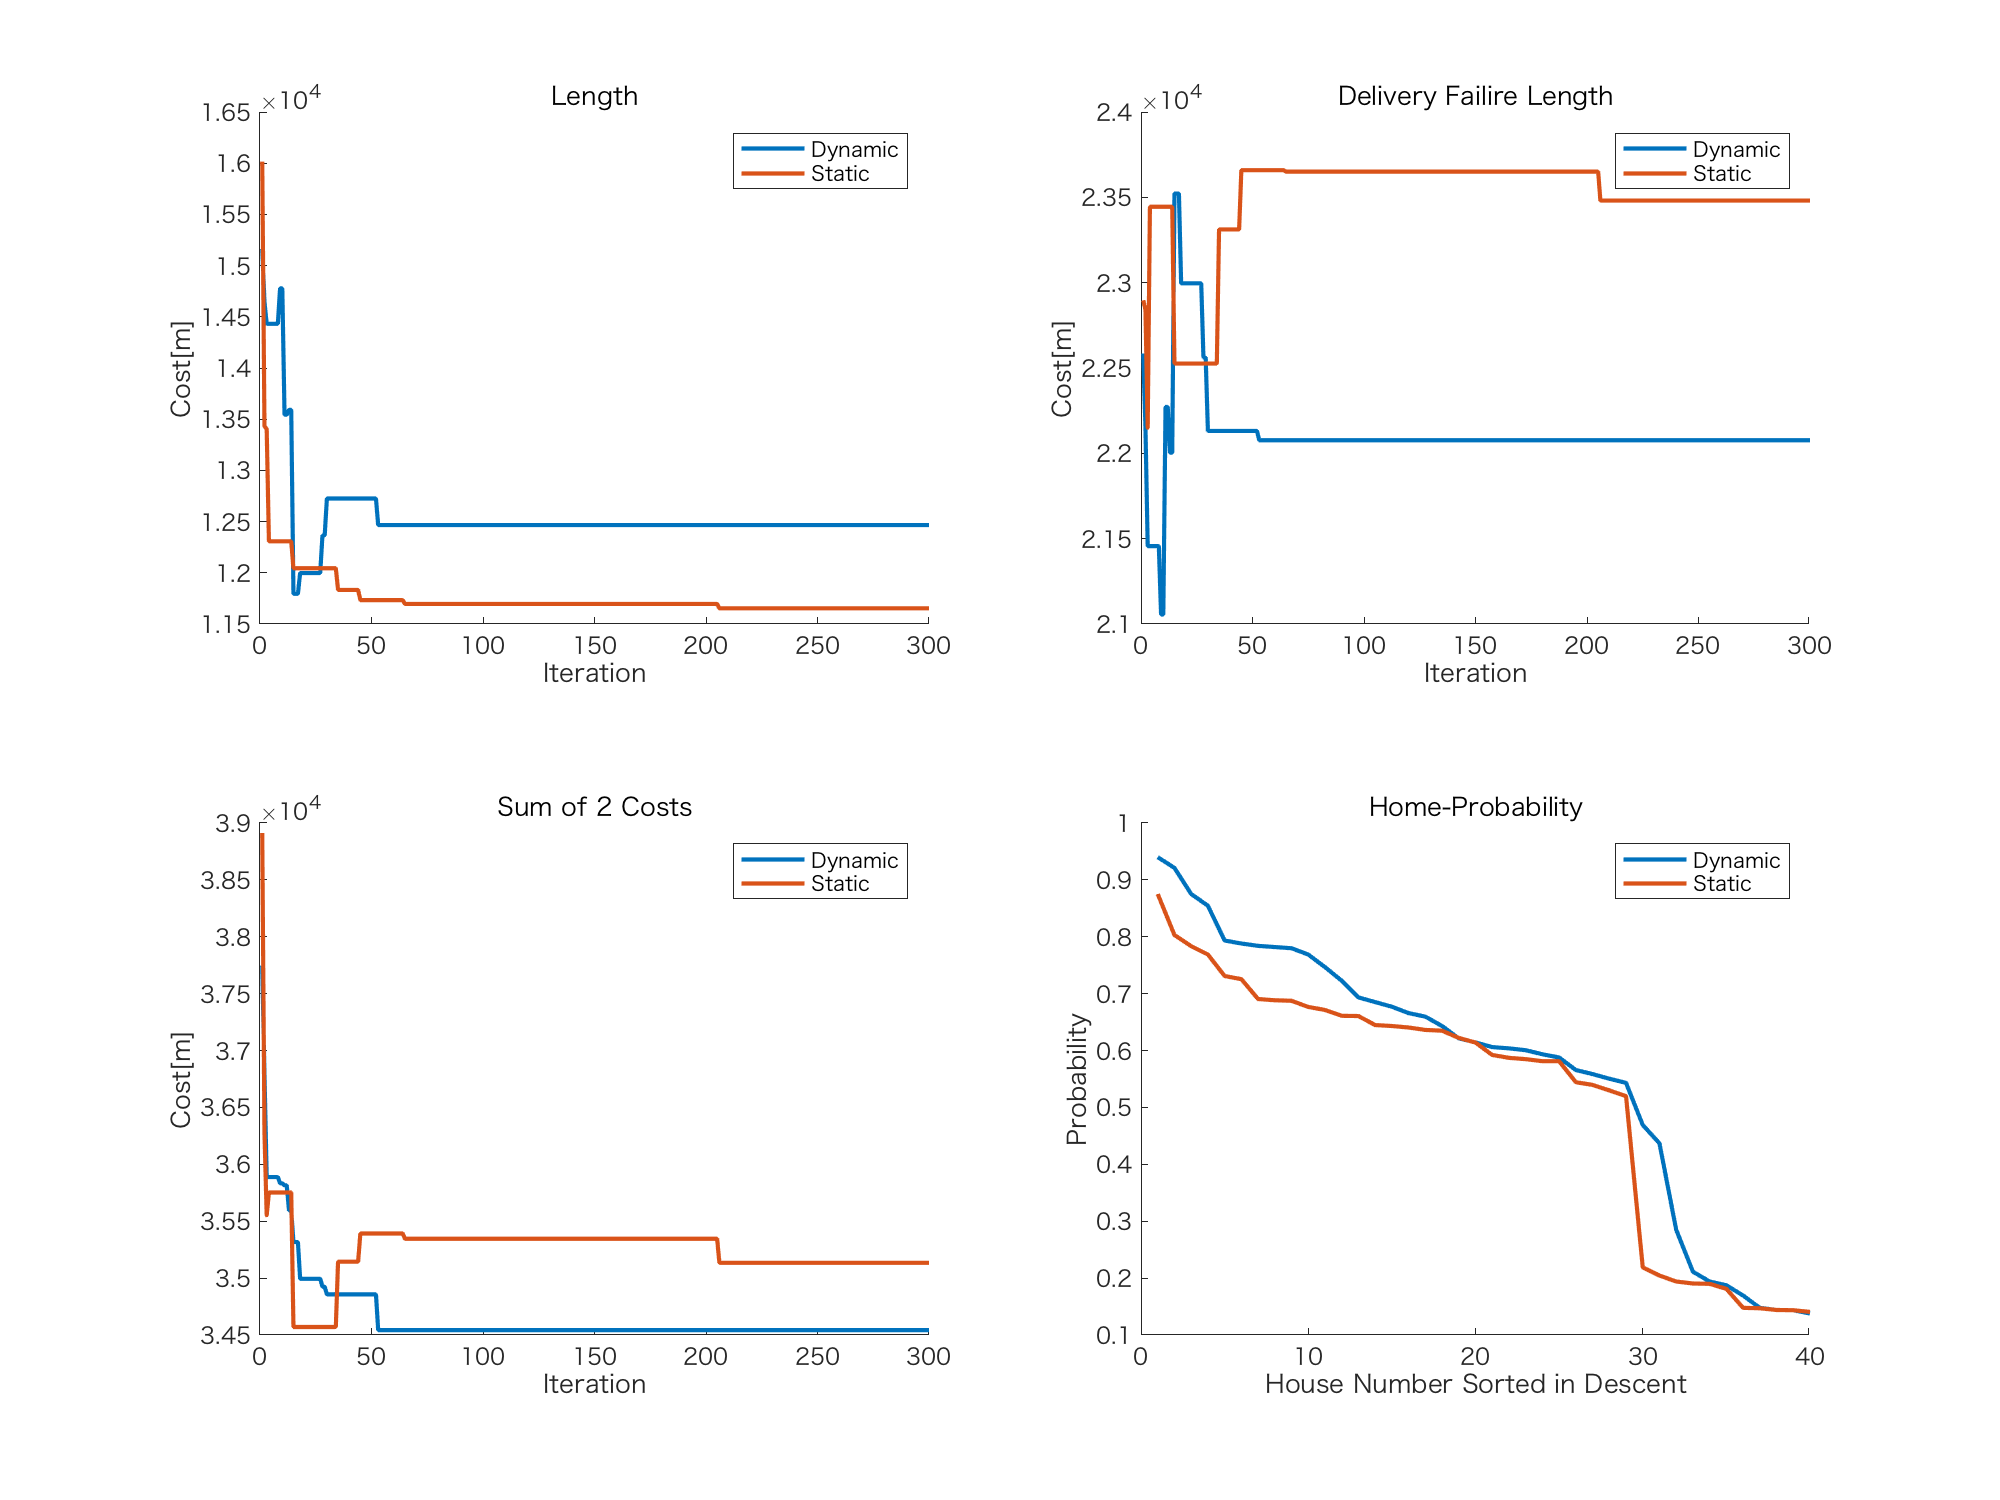 Length
×10⁴
1.65
1.6
1.55
1.5
1.45
1.4
1.35
1.3
1.25
1.2
1.15
Cost[m]
0 50 100 150 200 250 300
Iteration
Dynamic
Static
Delivery Failire Length
×10⁴
2.4
2.35
2.3
2.25
2.2
2.15
2.1
Cost[m]
0 50 100 150 200 250 300
Iteration
Dynamic
Static
Sum of 2 Costs
×10⁴
3.9
3.85
3.8
3.75
3.7
3.65
3.6
3.55
3.5
3.45
Cost[m]
0 50 100 150 200 250 300
Iteration
Dynamic
Static
Home-Probability
1
0.9
0.8
0.7
0.6
0.5
0.4
0.3
0.2
0.1
Probability
0 10 20 30 40
House Number Sorted in Descent
Dynamic
Static